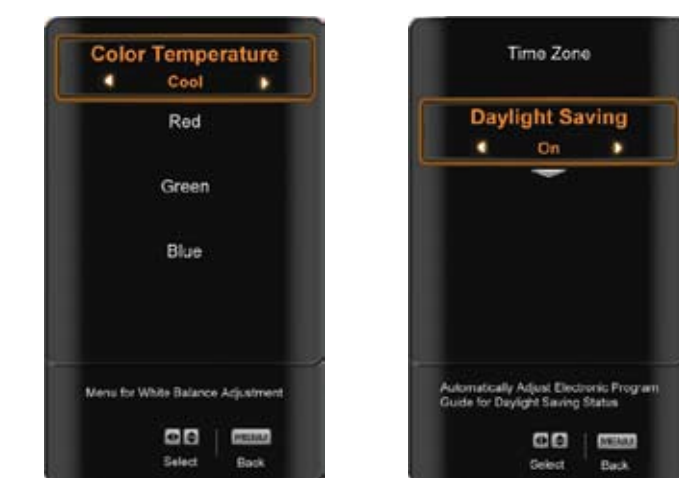 Color Temperature
Cool
Red
Green
Blue
Menu for White Balance Adjustment
MENU
Select
Back
Time Zone
Daylight Saving
On
Automatically Adjust Electronic Program
Guide for Daylight Saving Status
MENU
Select
Back